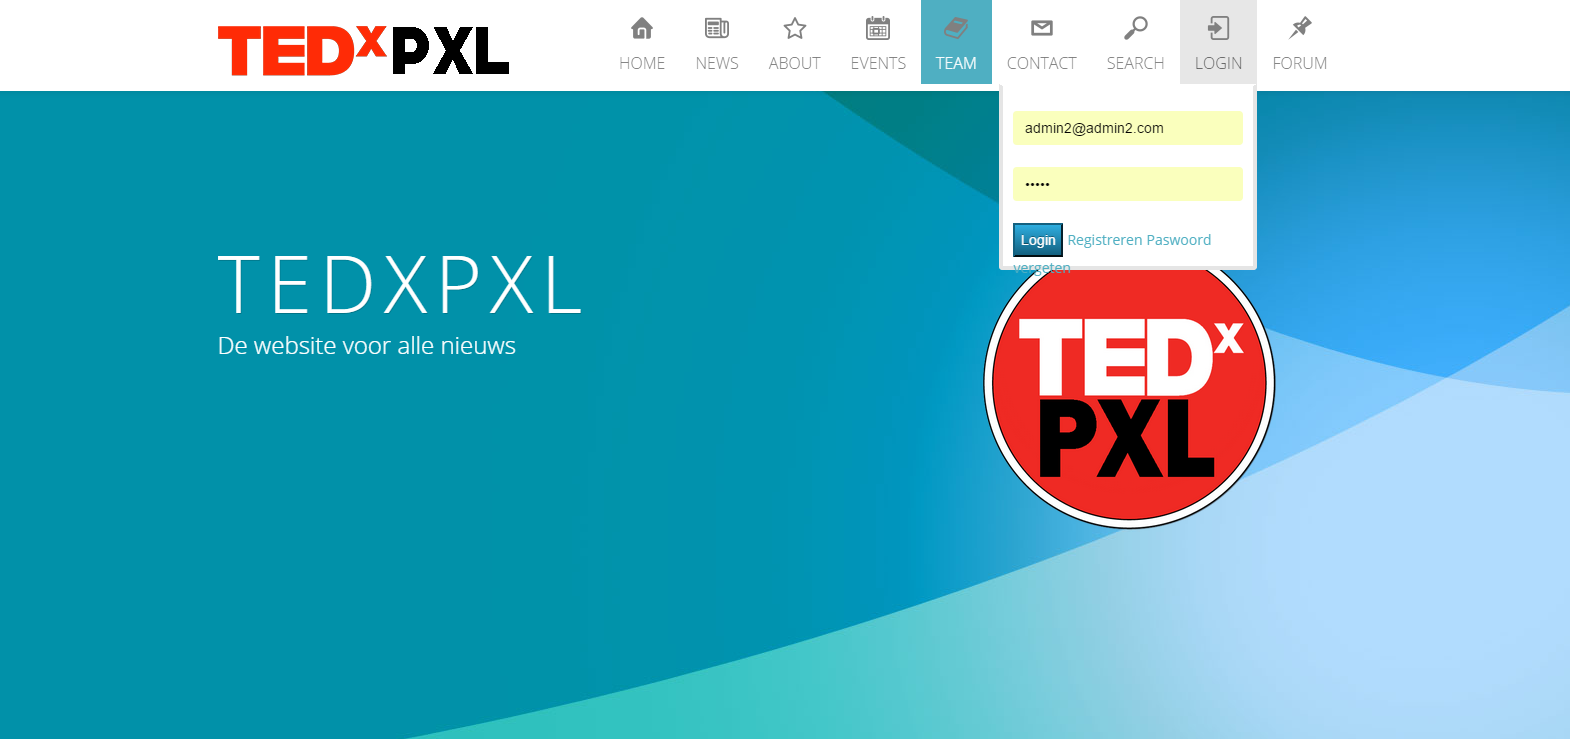 TEDxPXL
HOME NEWS ABOUT EVENTS TEAM CONTACT SEARCH LOGIN FORUM
admin2@admin2.com
•••••
Login Registreren Paswoord
vergeten
TEDXPXL
De website voor alle nieuws
TEDx
PXL